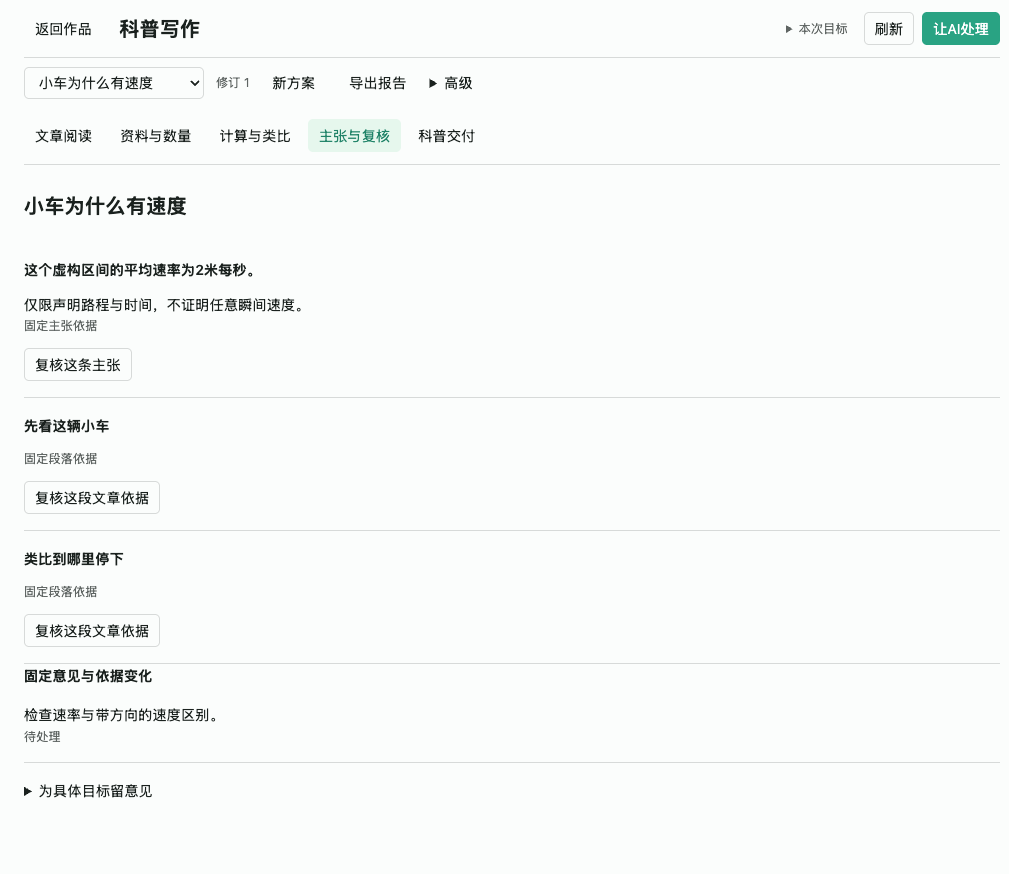 返回作品 科普写作 本次目标 刷新 让AI处理
小车为什么有速度 修订 1 新方案 导出报告 高级
文章阅读 资料与数量 计算与类比 主张与复核 科普交付
小车为什么有速度
这个虚构区间的平均速率为2米每秒。
仅限声明路程与时间，不证明任意瞬间速度。
固定主张依据
复核这条主张
先看这辆小车
固定段落依据
复核这段文章依据
类比到哪里停下
固定段落依据
复核这段文章依据
固定意见与依据变化
检查速率与带方向的速度区别。
待处理
为具体目标留意见